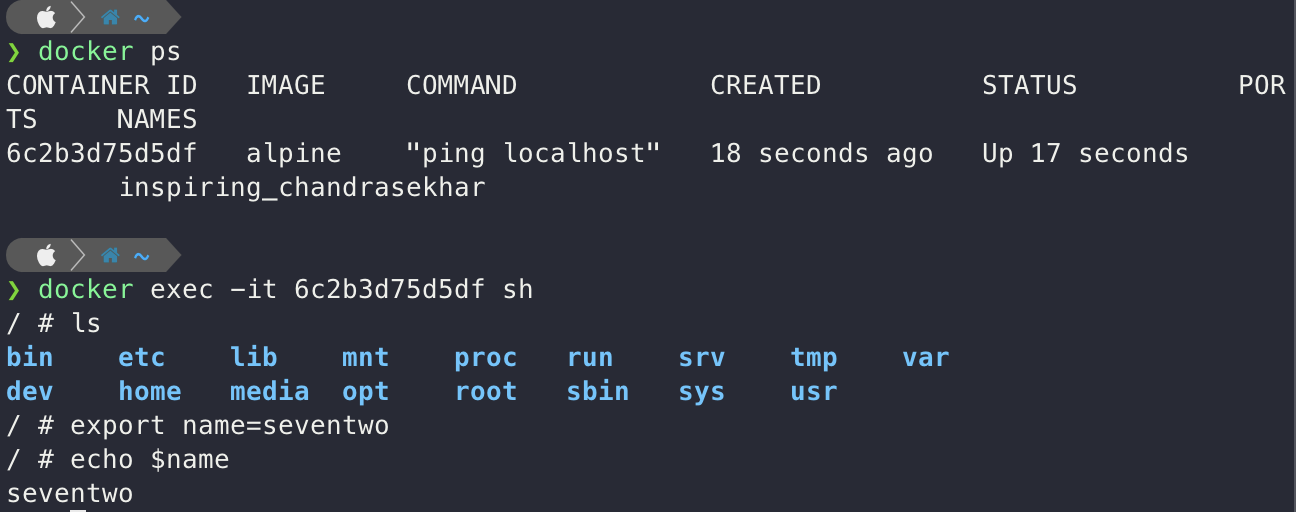 ~
❯ docker ps
CONTAINER ID   IMAGE     COMMAND            CREATED          STATUS          POR
TS     NAMES
6c2b3d75d5df   alpine    "ping localhost"   18 seconds ago   Up 17 seconds
       inspiring_chandrasekhar
~
❯ docker exec -it 6c2b3d75d5df sh
/ # ls
bin    etc    lib    mnt    proc   run    srv    tmp    var
dev    home   media  opt    root   sbin   sys    usr
/ # export name=seventwo
/ # echo $name
seventwo